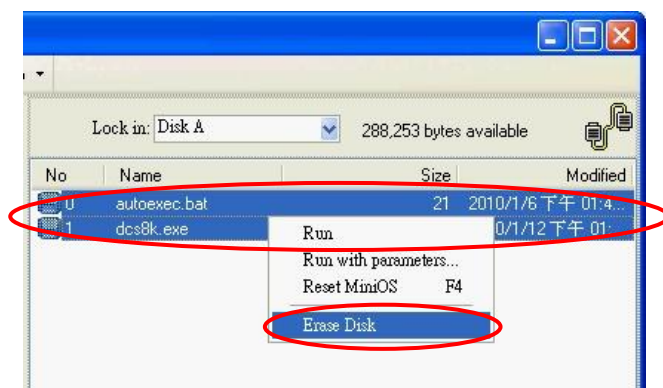 Lock in: Disk A 288,253 bytes available
No Name Size Modified
0 autoexec.bat 21 2010/1/6 下午 01:4...
1 dcs8k.exe 0/1/12 下午 01:
Run
Run with parameters...
Reset MiniOS F4
Erase Disk